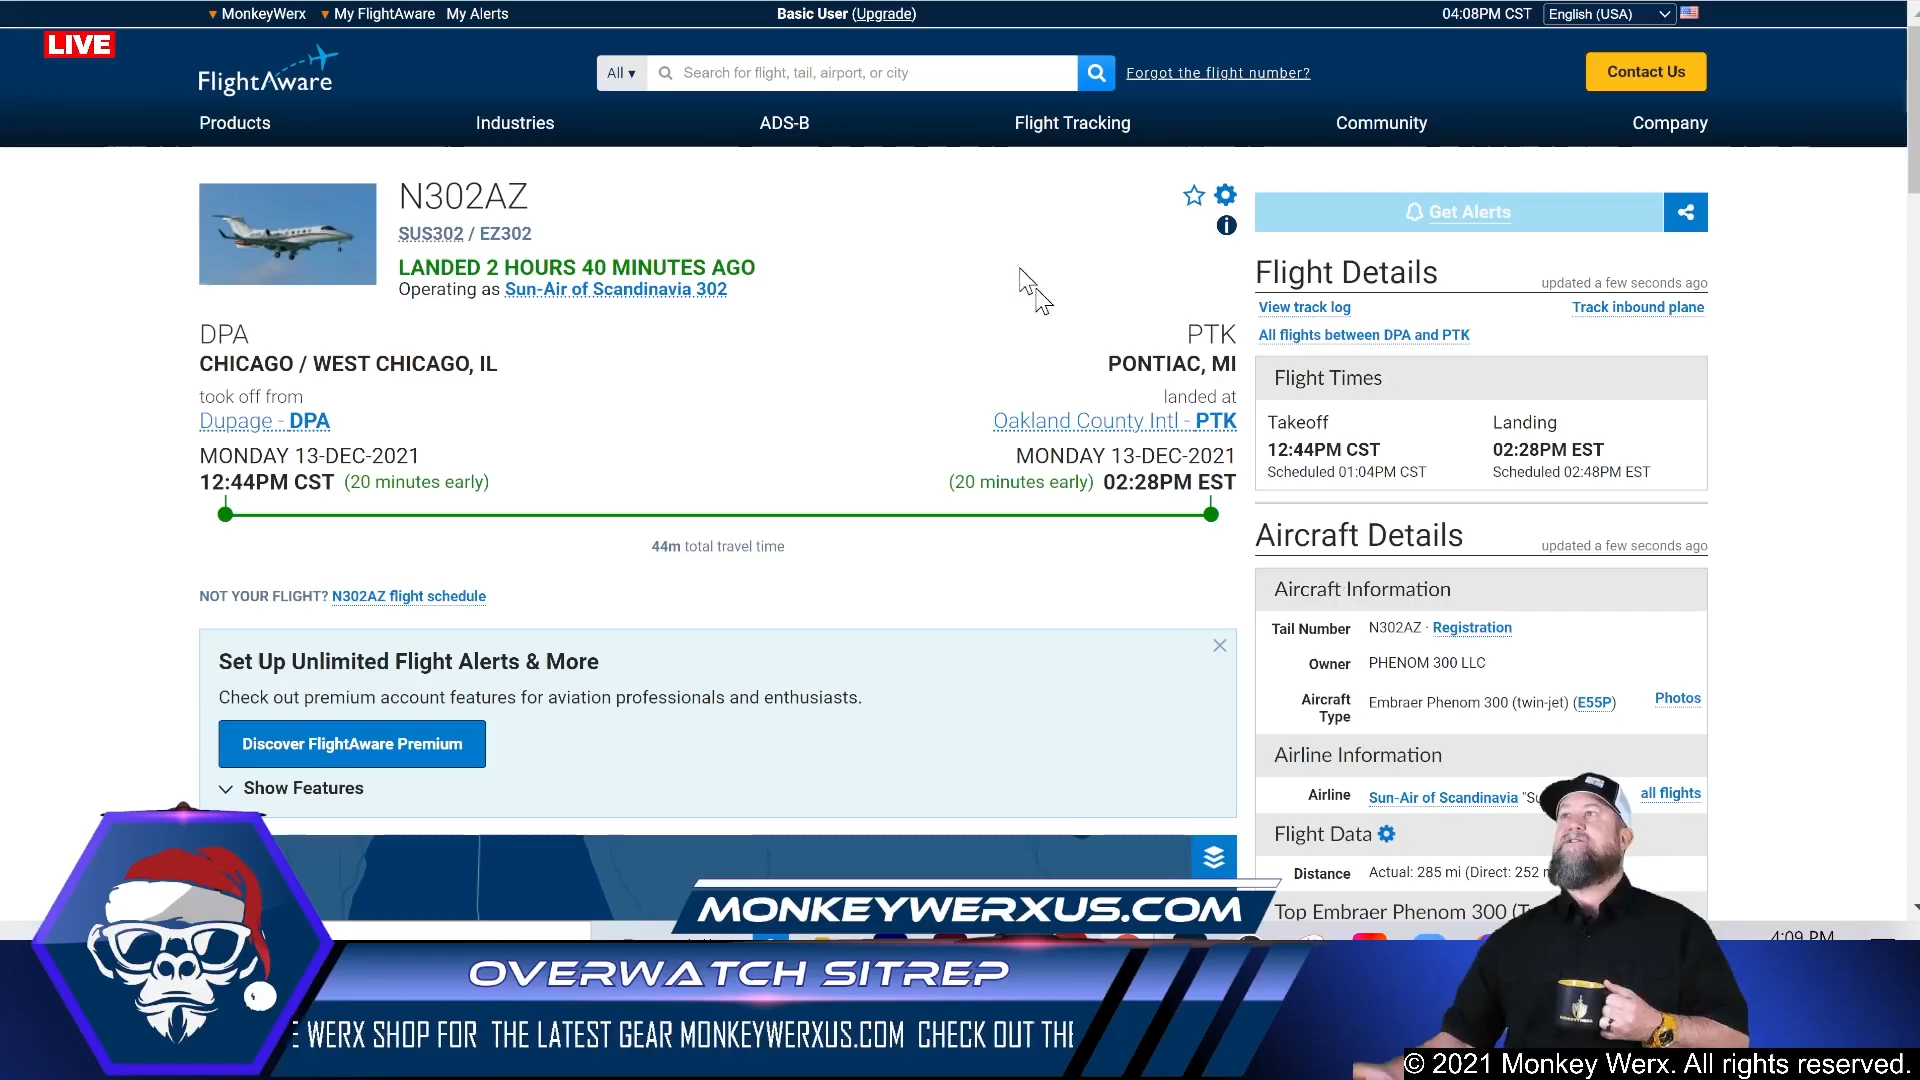 ▾ MonkeyWerx ▾ My FlightAware My Alerts
Basic User (Upgrade)
04:08PM CST English (USA)
LIVE
FlightAware
All ▾ Search for flight, tail, airport, or city
Forgot the flight number?
Contact Us
Products Industries ADS-B Flight Tracking Community Company
N302AZ
SUS302 / EZ302
LANDED 2 HOURS 40 MINUTES AGO
Operating as Sun-Air of Scandinavia 302
DPA
CHICAGO / WEST CHICAGO, IL
took off from
Dupage - DPA
MONDAY 13-DEC-2021
12:44PM CST (20 minutes early)
PTK
PONTIAC, MI
landed at
Oakland County Intl - PTK
MONDAY 13-DEC-2021
(20 minutes early) 02:28PM EST
44m total travel time
NOT YOUR FLIGHT? N302AZ flight schedule
Set Up Unlimited Flight Alerts & More
Check out premium account features for aviation professionals and enthusiasts.
Discover FlightAware Premium
Show Features
Get Alerts
Flight Details updated a few seconds ago
View track log Track inbound plane
All flights between DPA and PTK
Flight Times
Takeoff Landing
12:44PM CST 02:28PM EST
Scheduled 01:04PM CST Scheduled 02:48PM EST
Aircraft Details updated a few seconds ago
Aircraft Information
Tail Number N302AZ · Registration
Owner PHENOM 300 LLC
Aircraft Type Embraer Phenom 300 (twin-jet) (E55P) Photos
Airline Information
Airline Sun-Air of Scandinavia "Su all flights
Flight Data
Distance Actual: 285 mi (Direct: 252 m
Top Embraer Phenom 300 (T
4:09 PM
MONKEYWERXUS.COM
OVERWATCH SITREP
E WERX SHOP FOR THE LATEST GEAR MONKEYWERXUS.COM CHECK OUT THE
© 2021 Monkey Werx. All rights reserved.